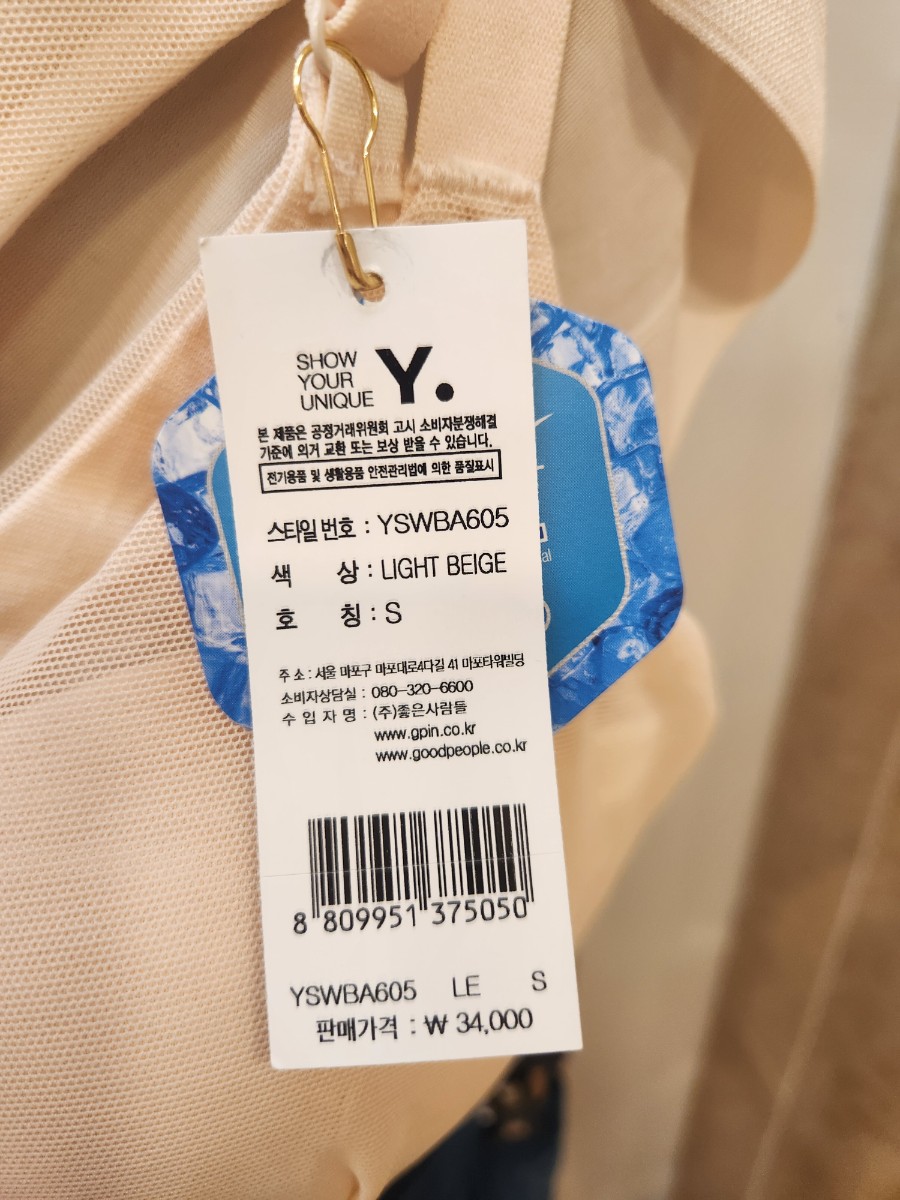 SHOW
YOUR
UNIQUE
Y.
본 제품은 공정거래위원회 고시 소비자분쟁해결
기준에 의거 교환 또는 보상 받을 수 있습니다.
전기용품 및 생활용품 안전관리법에 의한 품질표시
스타일 번호 : YSWBA605
색 상 : LIGHT BEIGE
호 칭 : S
주 소 : 서울 마포구 마포대로4다길 41 마포타워빌딩
소비자상담실 : 080-320-6600
수 입 자 명 : (주)좋은사람들
www.gpin.co.kr
www.goodpeople.co.kr
8 809951 375050
YSWBA605 LE S
판매가격 : ₩ 34,000